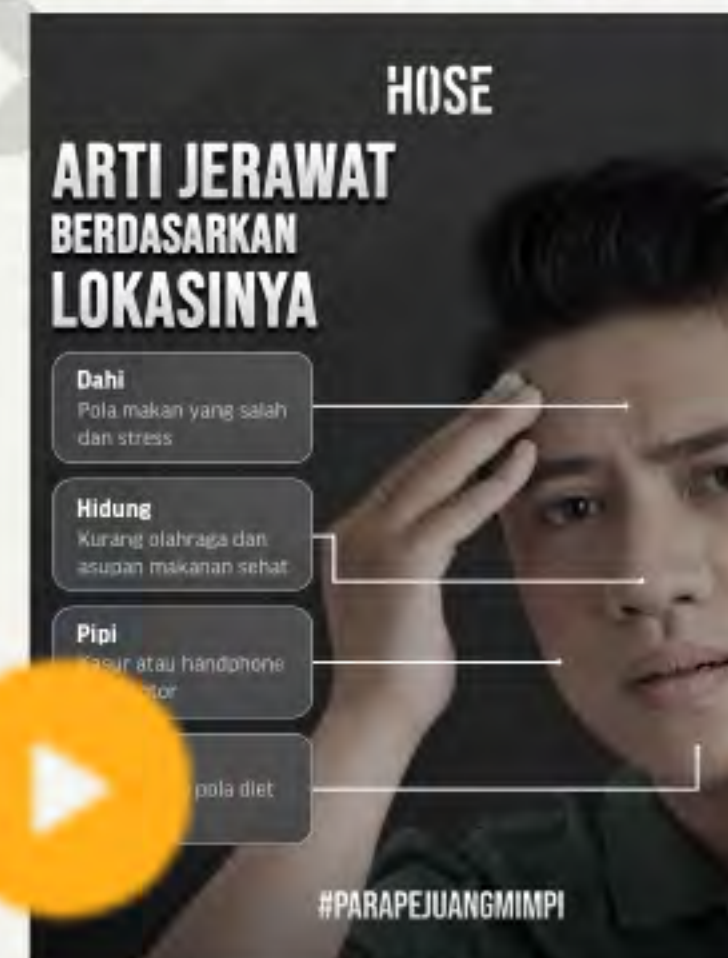 HOSE
ARTI JERAWAT
BERDASARKAN
LOKASINYA
Dahi
Pola makan yang salah
dan stress
Hidung
Kurang olahraga dan
asupan makanan sehat
Pipi
atau handphone
pola diet
#PARAPEJUANGMIMPI